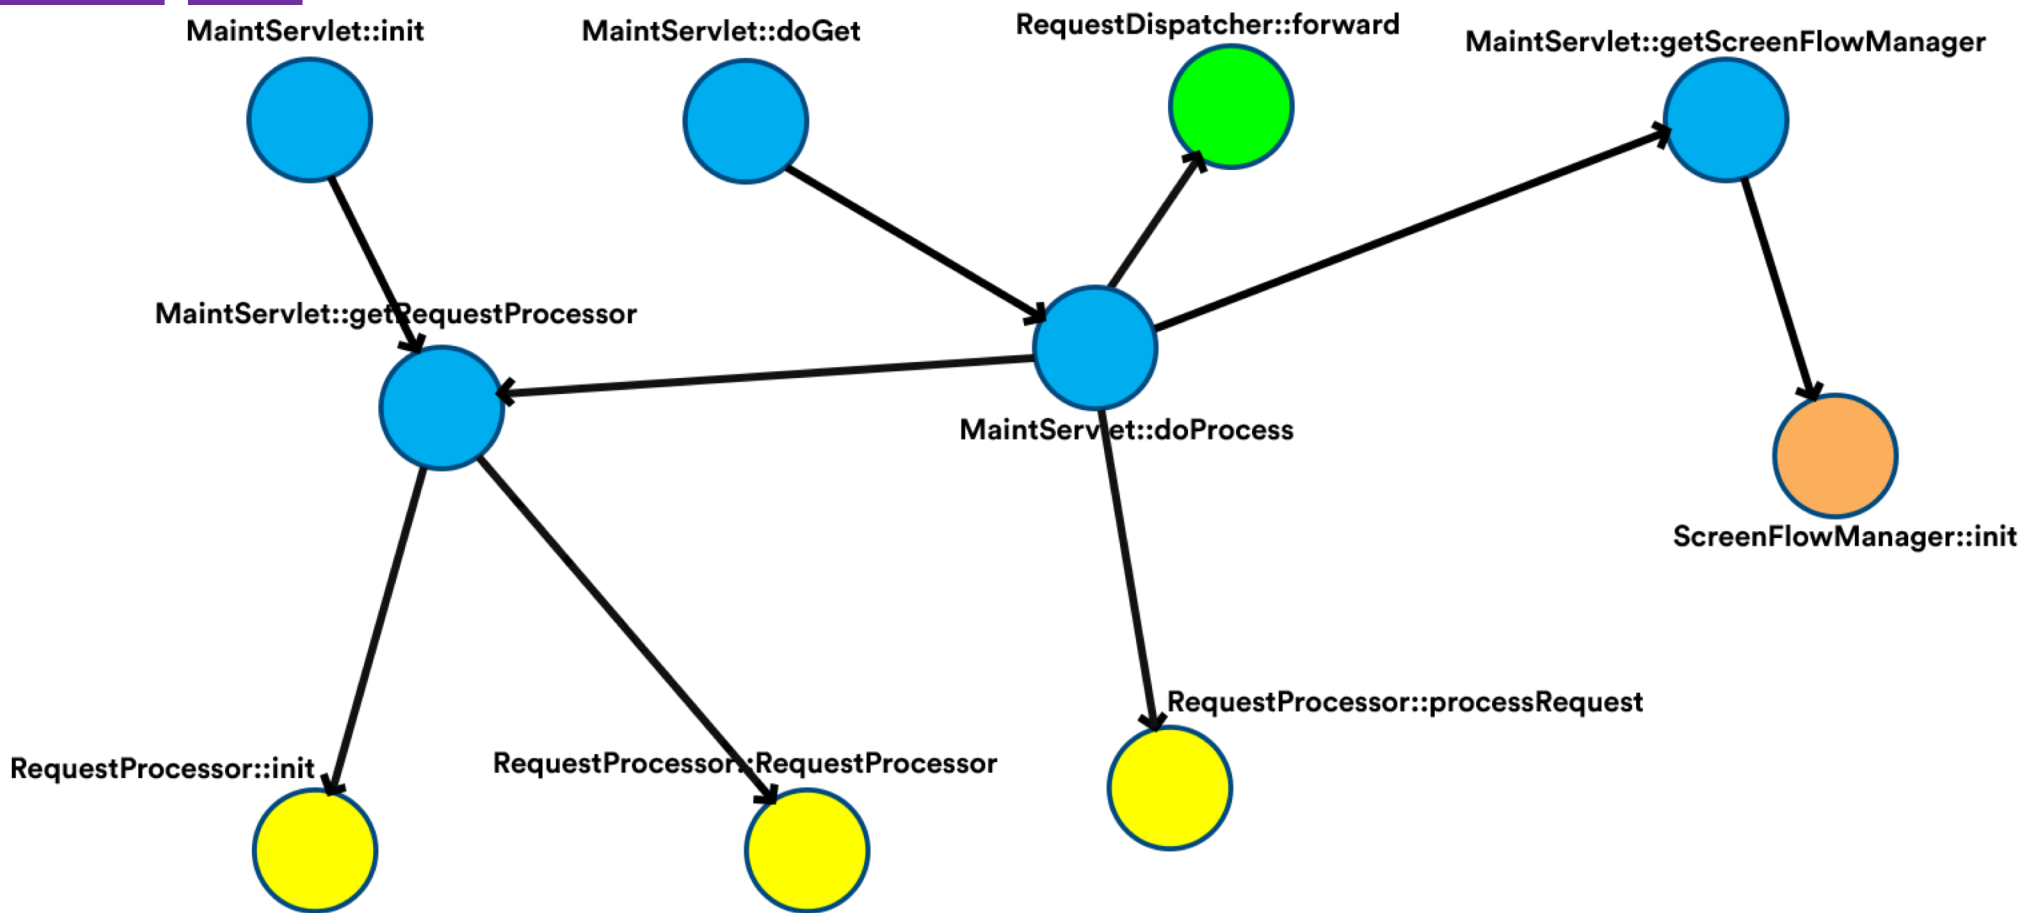 MaintServlet::init
MaintServlet::doGet
RequestDispatcher::forward
MaintServlet::getScreenFlowManager
MaintServlet::getRequestProcessor
MaintServlet::doProcess
ScreenFlowManager::init
RequestProcessor::processRequest
RequestProcessor::init
RequestProcessor::RequestProcessor